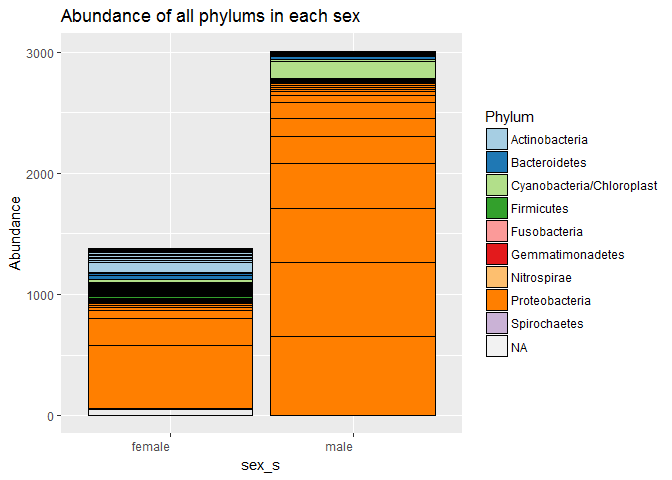 Abundance of all phylums in each sex
3000
2000
1000
0
Abundance
female
male
sex_s
Phylum
Actinobacteria
Bacteroidetes
Cyanobacteria/Chloroplast
Firmicutes
Fusobacteria
Gemmatimonadetes
Nitrospirae
Proteobacteria
Spirochaetes
NA